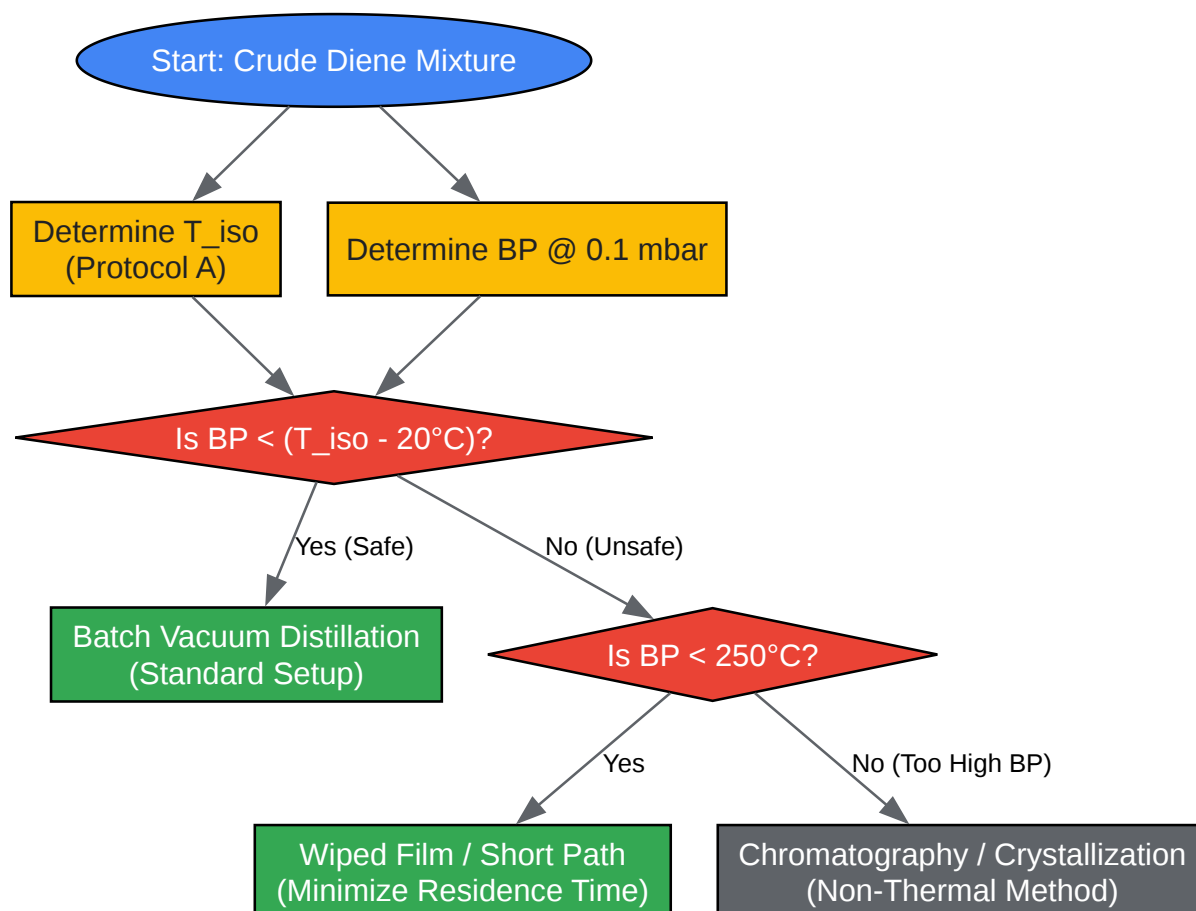 Start: Crude Diene Mixture
Determine T_iso
(Protocol A)
Determine BP @ 0.1 mbar
Is BP < (T_iso - 20°C)?
Yes (Safe)
No (Unsafe)
Batch Vacuum Distillation
(Standard Setup)
Is BP < 250°C?
Yes
No (Too High BP)
Wiped Film / Short Path
(Minimize Residence Time)
Chromatography / Crystallization
(Non-Thermal Method)